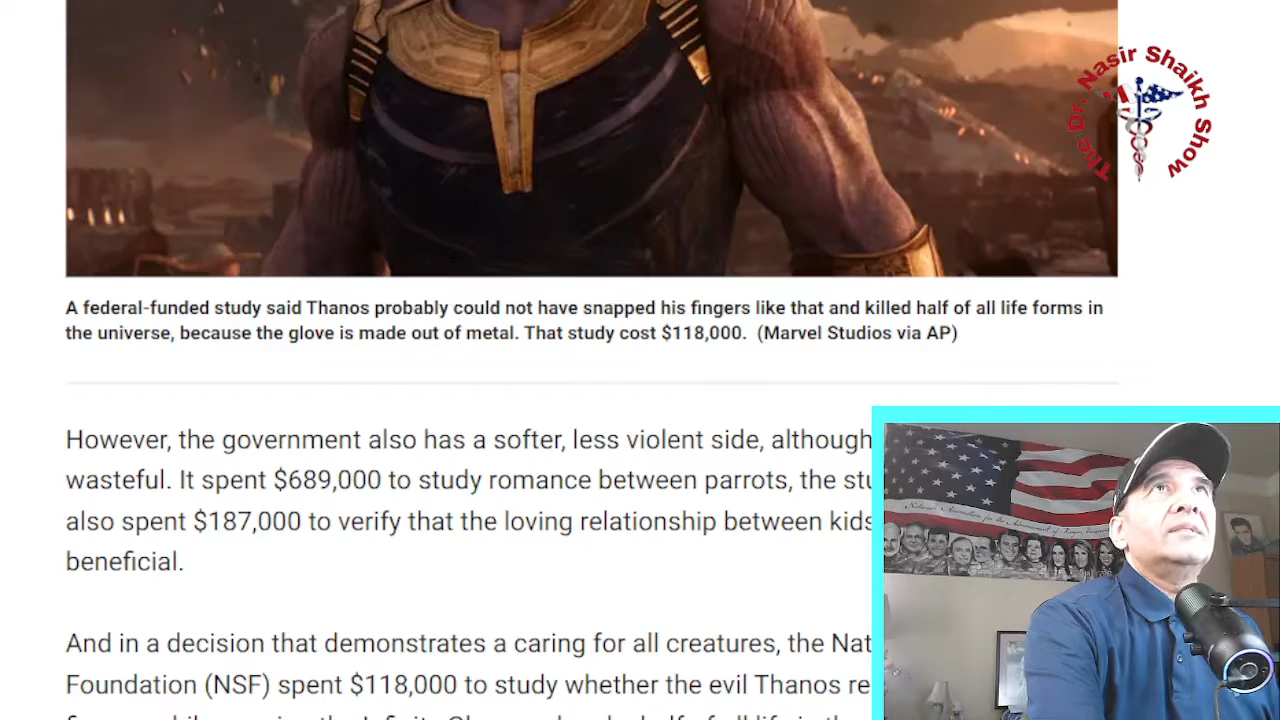 The Dr. Nasir Shaikh Show
A federal-funded study said Thanos probably could not have snapped his fingers like that and killed half of all life forms in
the universe, because the glove is made out of metal. That study cost $118,000. (Marvel Studios via AP)
However, the government also has a softer, less violent side, although
wasteful. It spent $689,000 to study romance between parrots, the stu
also spent $187,000 to verify that the loving relationship between kids
beneficial.
And in a decision that demonstrates a caring for all creatures, the Nat
Foundation (NSF) spent $118,000 to study whether the evil Thanos re